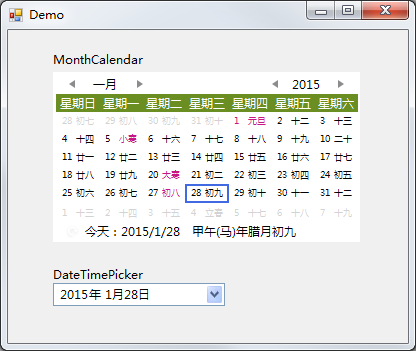 Demo
MonthCalendar
一月 2015
星期日 星期一 星期二 星期三 星期四 星期五 星期六
28 初七 29 初八 30 初九 31 初十 1 元旦 2 十二 3 十三
4 十四 5 小寒 6 十六 7 十七 8 十八 9 十九 10 二十
11 廿一 12 廿二 13 廿三 14 廿四 15 廿五 16 廿六 17 廿七
18 廿八 19 廿九 20 大寒 21 初二 22 初三 23 初四 24 初五
25 初六 26 初七 27 初八 28 初九 29 初十 30 十一 31 十二
1 十三 2 十四 3 十五 4 立春 5 十七 6 十八 7 十九
今天：2015/1/28 甲午(马)年腊月初九
DateTimePicker
2015年 1月28日